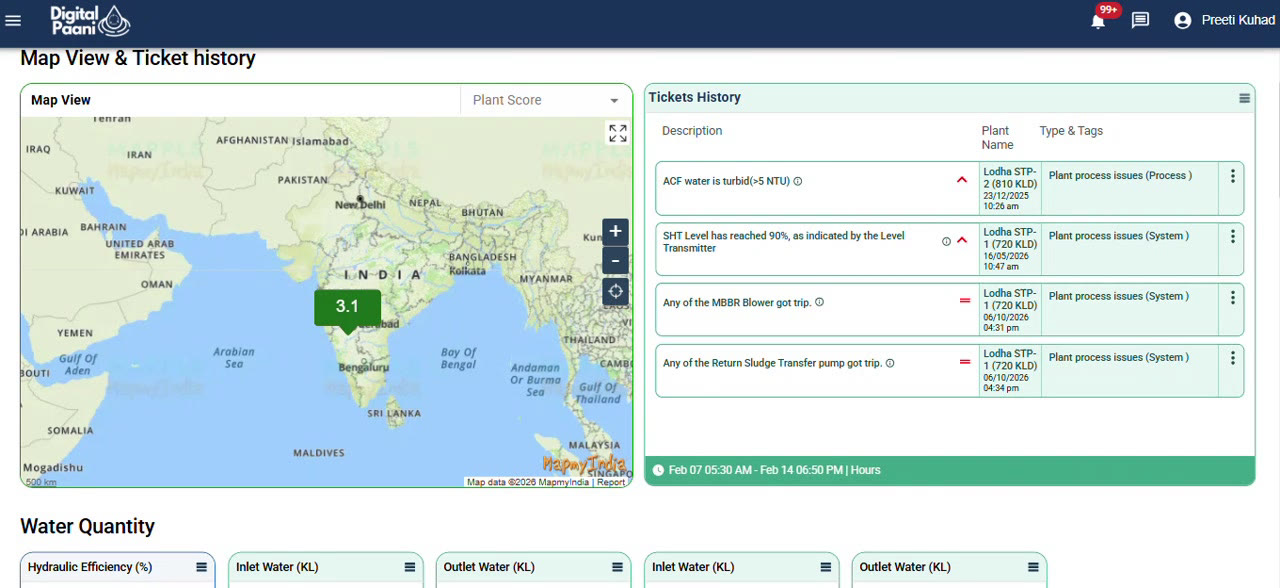 Digital
Paani
99+
Preeti Kuhad
Map View & Ticket history
Map View
Plant Score
Tehran
AFGHANISTAN
Islamabad
IRAQ
IRAN
PAKISTAN
KUWAIT
New Delhi
NEPAL
BHUTAN
BAHRAIN
DI ARABIA
UNITED ARAB
EMIRATES
BANGLADESH
INDIA
Kolkata
MYANMAR
OMAN
3.1
YEMEN
THAILAND
Arabian
Sea
Bay Of
Bengal
Gulf Of
Aden
BOUTI
Bengaluru
Andaman
Or Burma
Sea
CAMB
Gulf Of
Thailand
SRI LANKA
SOMALIA
MALDIVES
MALAYSIA
Mogadishu
MapmyIndia
SINGAPO
500 km
Map data ©2026 MapmyIndia | Report
Tickets History
Description
Plant
Name
Type & Tags
ACF water is turbid(>5 NTU)
Lodha STP-
2 (810 KLD)
23/12/2025
10:26 am
Plant process issues (Process )
SHT Level has reached 90%, as indicated by the Level
Transmitter
Lodha STP-
1 (720 KLD)
16/05/2026
10:47 am
Plant process issues (System )
Any of the MBBR Blower got trip.
Lodha STP-
1 (720 KLD)
06/10/2026
04:31 pm
Plant process issues (System )
Any of the Return Sludge Transfer pump got trip.
Lodha STP-
1 (720 KLD)
06/10/2026
04:34 pm
Plant process issues (System )
Feb 07 05:30 AM - Feb 14 06:50 PM | Hours
Water Quantity
Hydraulic Efficiency (%)
Inlet Water (KL)
Outlet Water (KL)
Inlet Water (KL)
Outlet Water (KL)